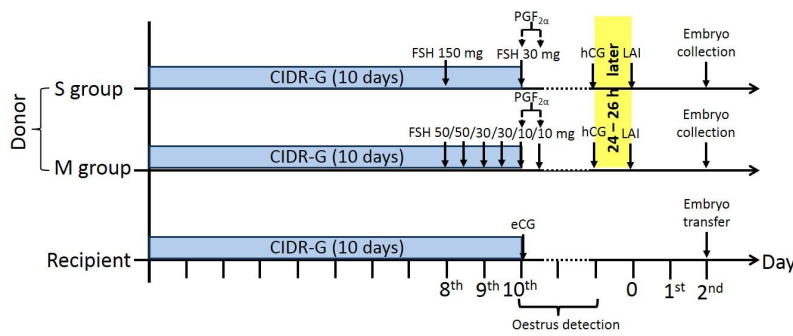 PGF2α
FSH 150 mg FSH 30 mg hCG LAI Embryo collection
CIDR-G (10 days)
S group
Donor
24 – 26 h later
PGF2α
FSH 50/50/30/30/10/10 mg hCG LAI Embryo collection
CIDR-G (10 days)
M group
eCG Embryo transfer
CIDR-G (10 days)
Recipient Day
8th 9th 10th 0 1st 2nd
Oestrus detection